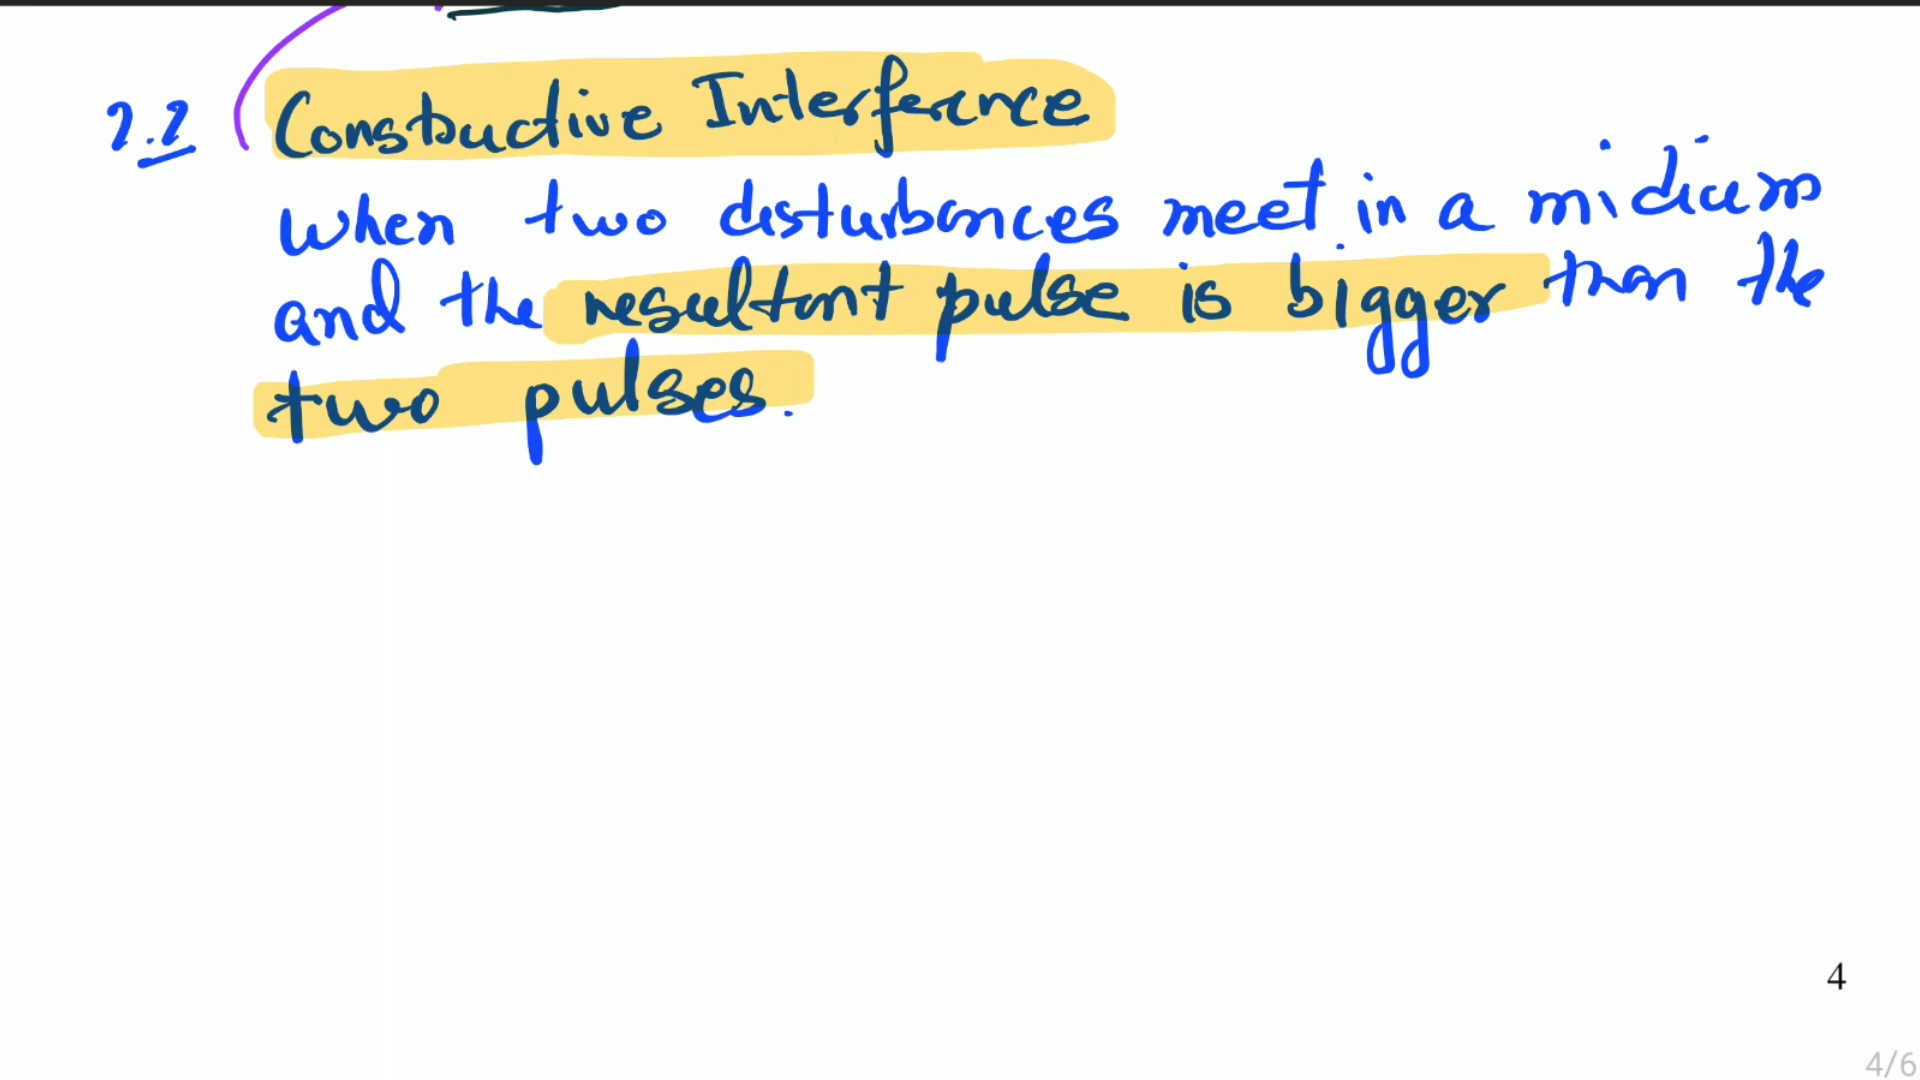 2.2 Constructive Interference
when two disturbances meet in a midium
and the resultant pulse is bigger than the
two pulses.
4
4/6